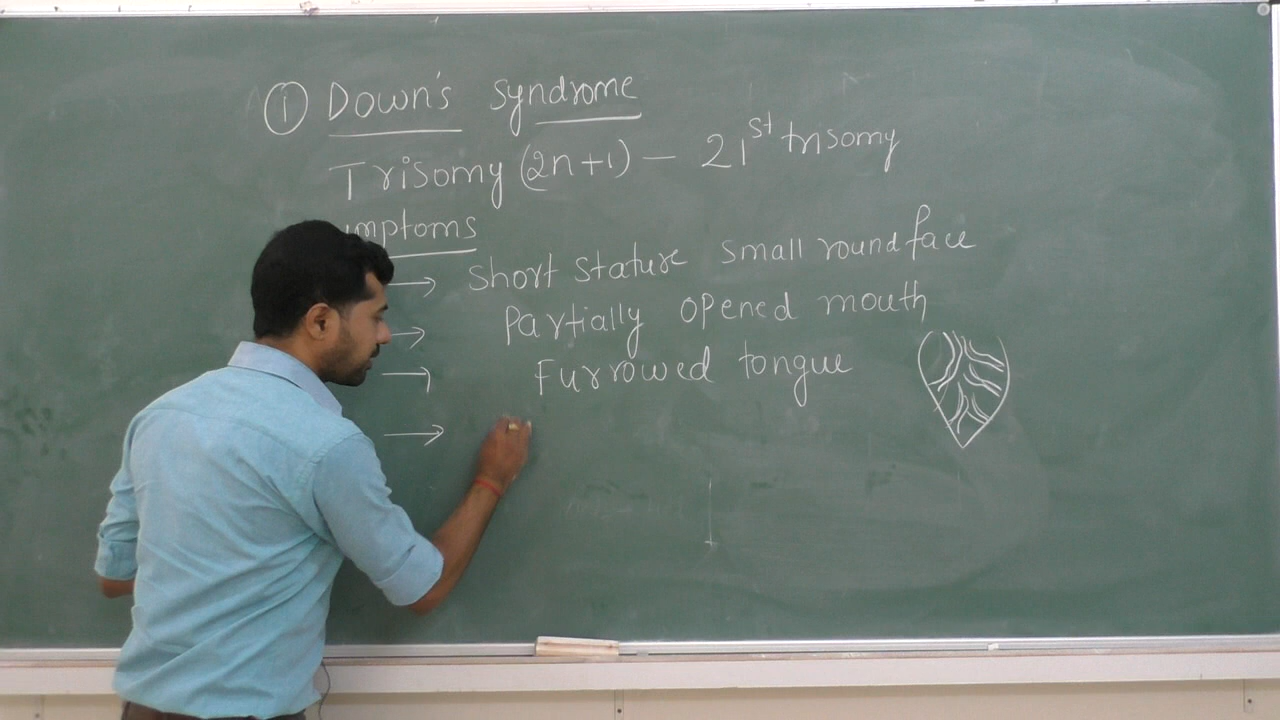 ① Down's Syndrome
Trisomy (2n+1) — 21st trisomy
ymptoms
→ Short Stature small round face
→ Partially opened mouth
→ Furrowed tongue
→